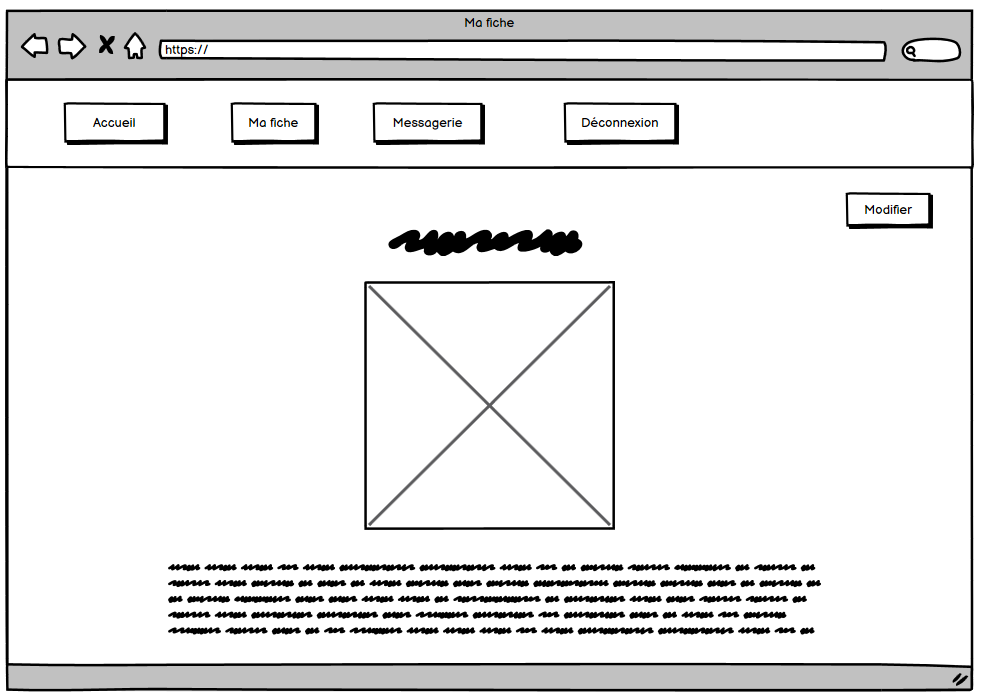 Ma fiche
https://
Accueil
Ma fiche
Messagerie
Déconnexion
Modifier